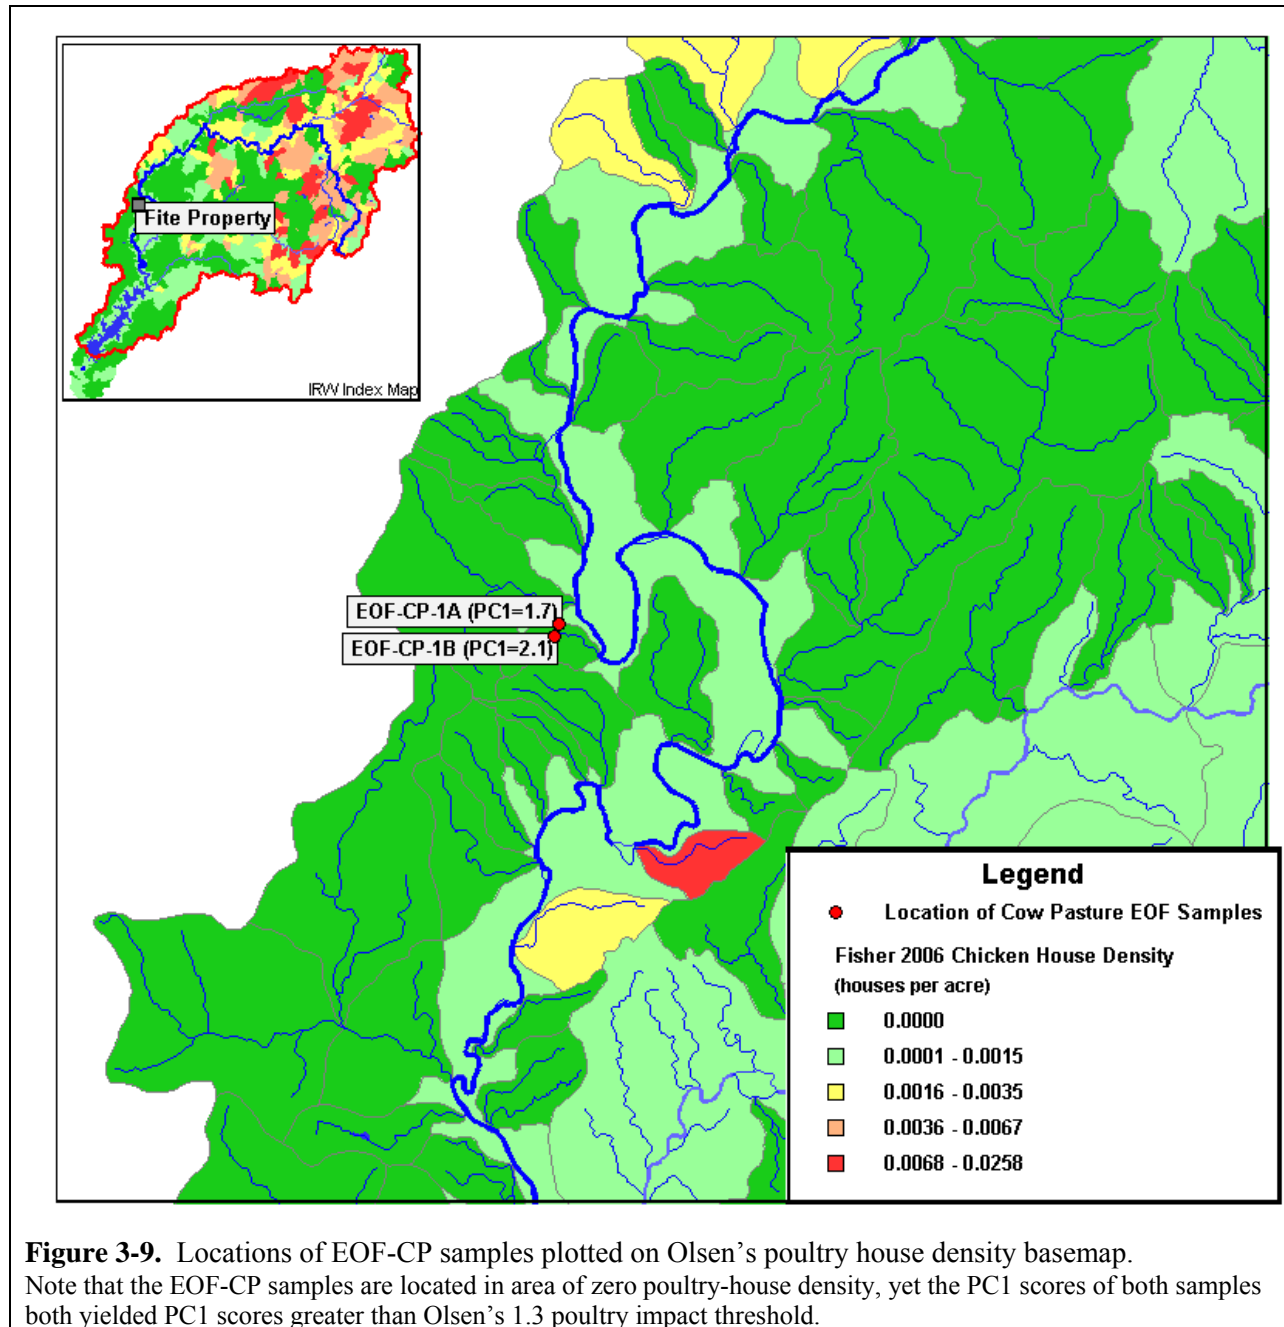 Fite Property
IRW Index Map
EOF-CP-1A (PC1=1.7)
EOF-CP-1B (PC1=2.1)
Legend
Location of Cow Pasture EOF Samples
Fisher 2006 Chicken House Density
(houses per acre)
0.0000
0.0001 - 0.0015
0.0016 - 0.0035
0.0036 - 0.0067
0.0068 - 0.0258
Figure 3-9. Locations of EOF-CP samples plotted on Olsen's poultry house density basemap.
Note that the EOF-CP samples are located in area of zero poultry-house density, yet the PC1 scores of both samples
both yielded PC1 scores greater than Olsen's 1.3 poultry impact threshold.